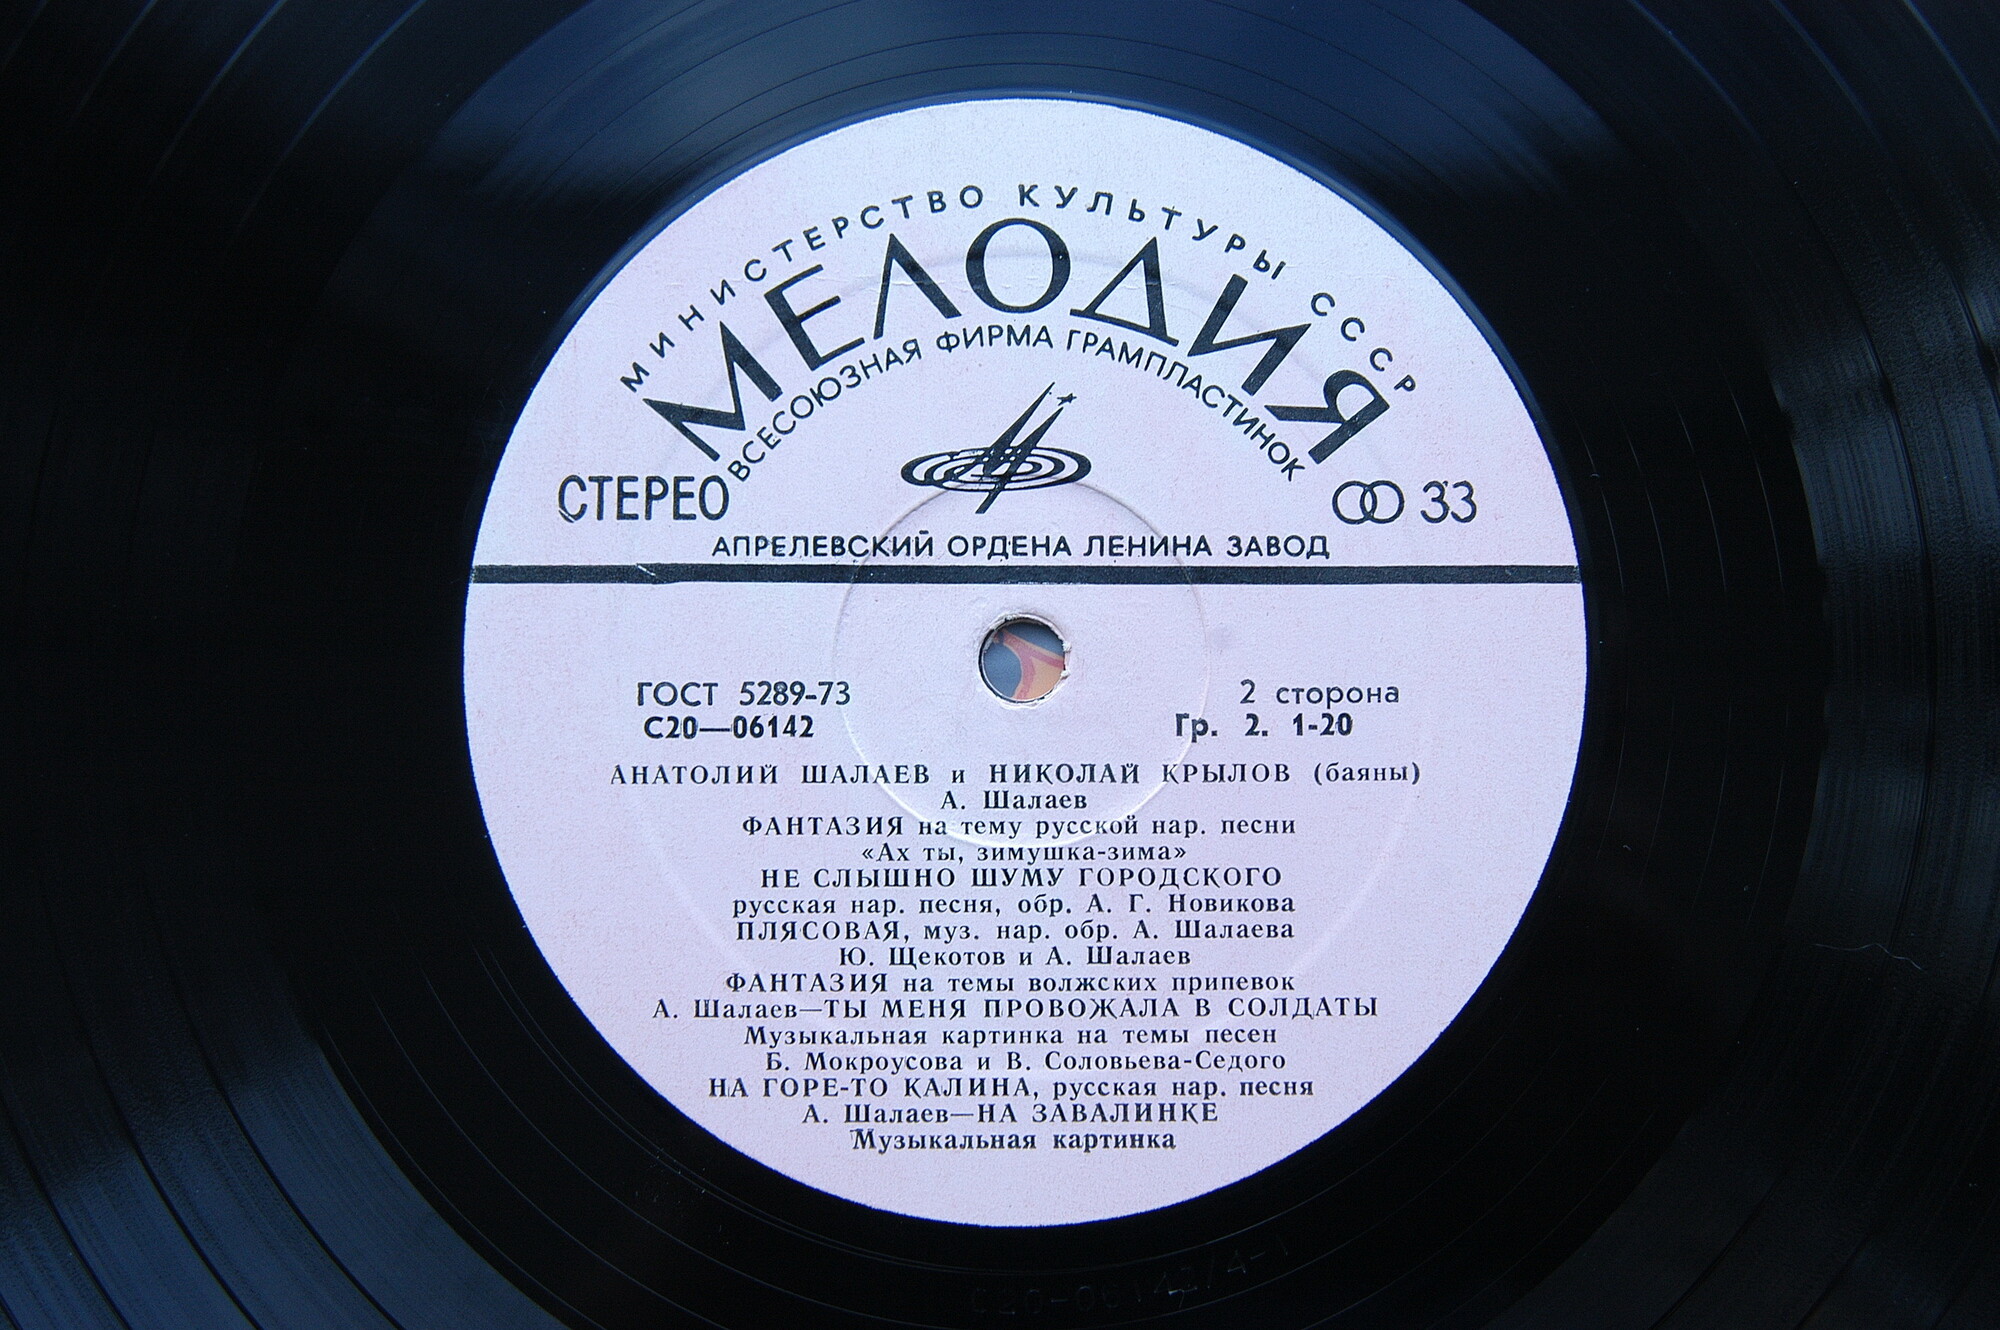 МИНИСТЕРСТВО КУЛЬТУРЫ СССР
МЕЛОДИЯ
ВСЕСОЮЗНАЯ ФИРМА ГРАМПЛАСТИНОК
СТЕРЕО
33
АПРЕЛЕВСКИЙ ОРДЕНА ЛЕНИНА ЗАВОД
ГОСТ 5289-73
2 сторона
С20—06142
Гр. 2. 1-20
АНАТОЛИЙ ШАЛАЕВ и НИКОЛАЙ КРЫЛОВ (баяны)
А. Шалаев
ФАНТАЗИЯ на тему русской нар. песни
«Ах ты, зимушка-зима»
НЕ СЛЫШНО ШУМУ ГОРОДСКОГО
русская нар. песня, обр. А. Г. Новикова
ПЛЯСОВАЯ, муз. нар. обр. А. Шалаева
Ю. Щекотов и А. Шалаев
ФАНТАЗИЯ на темы волжских припевок
А. Шалаев—ТЫ МЕНЯ ПРОВОЖАЛА В СОЛДАТЫ
Музыкальная картинка на темы песен
Б. Мокроусова и В. Соловьева-Седого
НА ГОРЕ-ТО КАЛИНА, русская нар. песня
А. Шалаев—НА ЗАВАЛИНКЕ
Музыкальная картинка